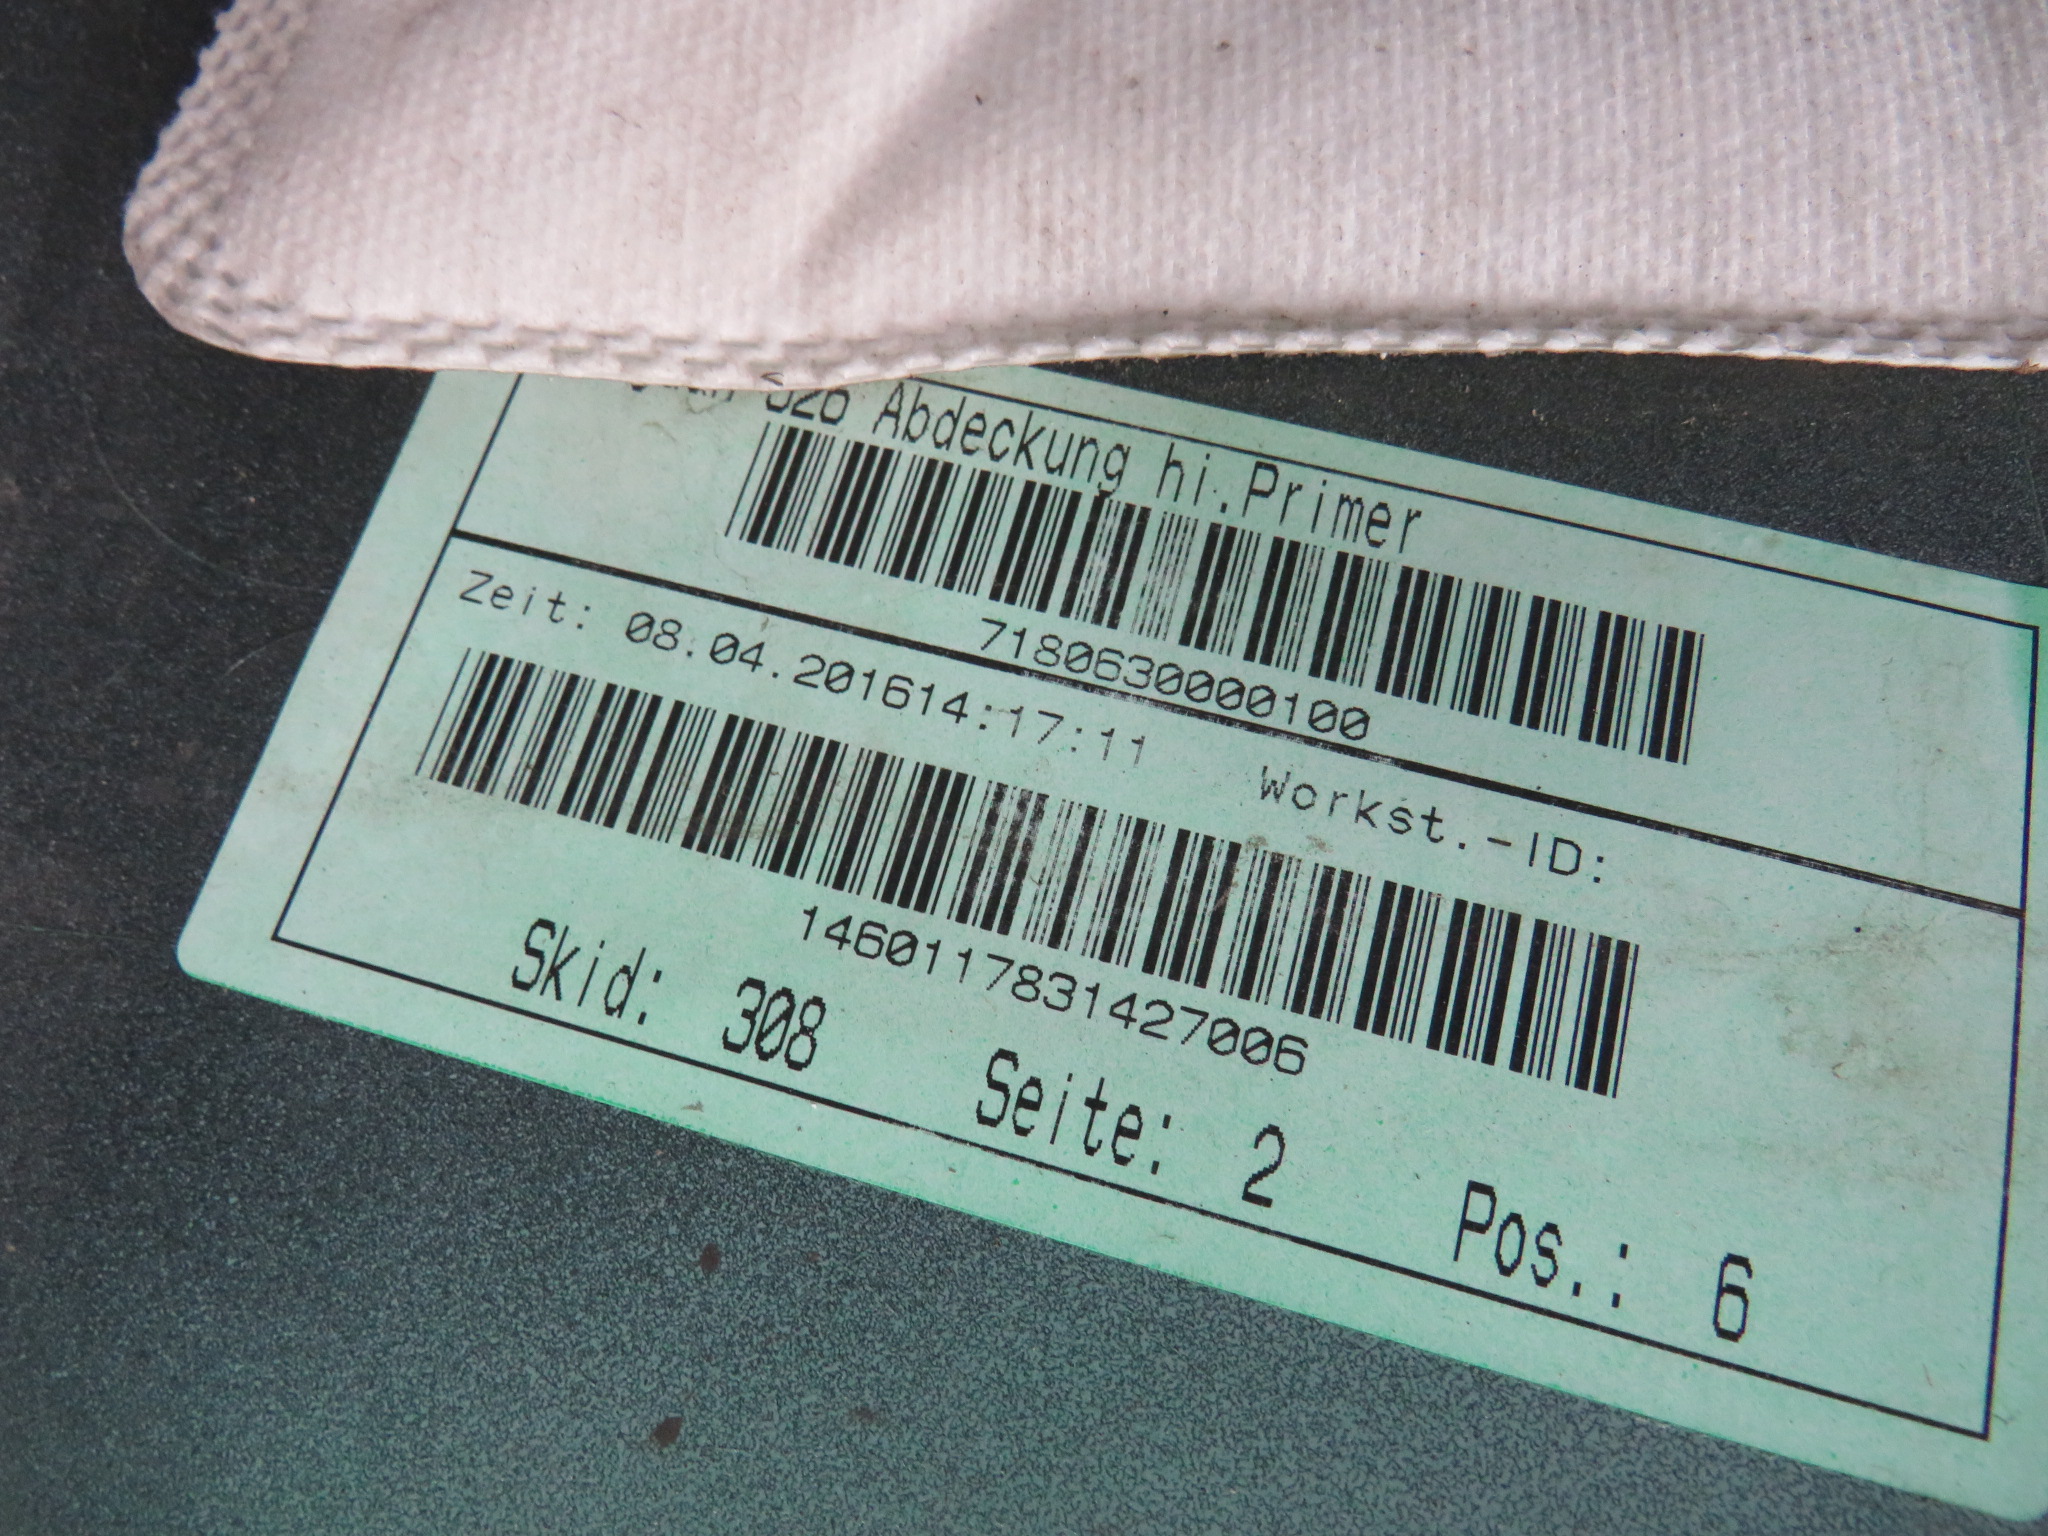 Abdeckung hi.Primer
7180630000100
Zeit: 08.04.201614:17:11 Workst.-ID:
1460117831427006
Skid: 308 Seite: 2 Pos.: 6